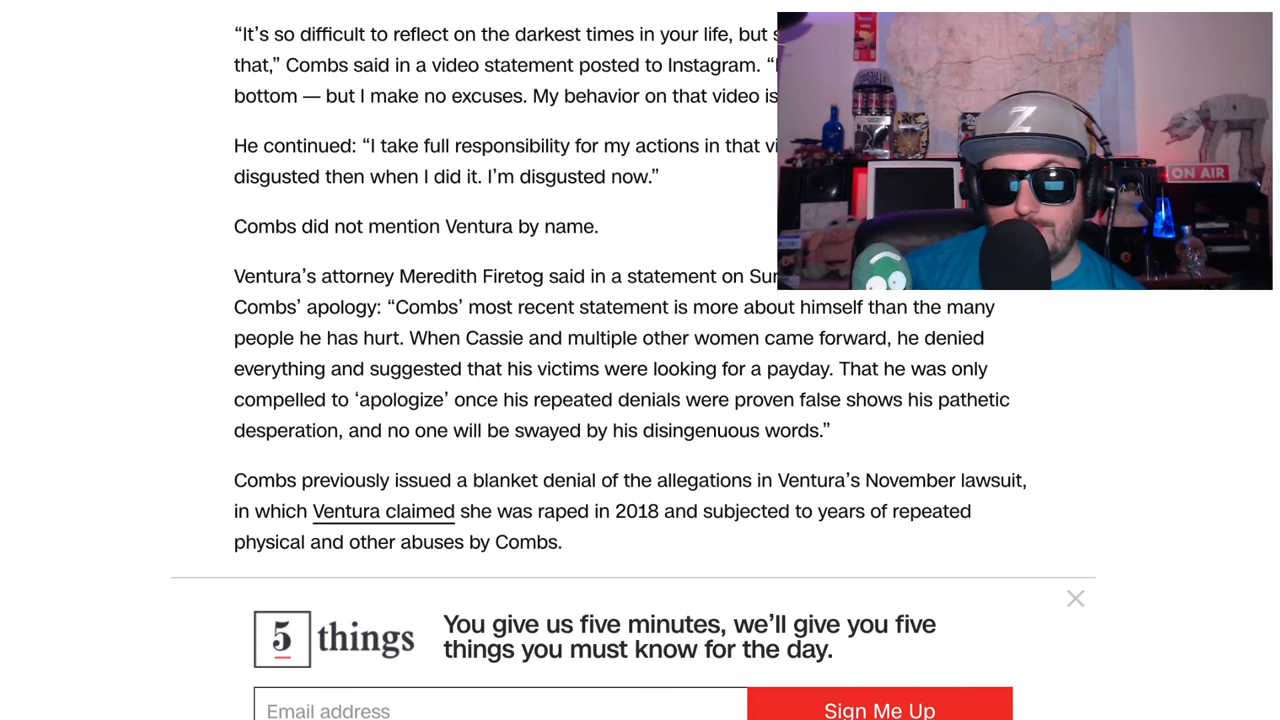 “It’s so difficult to reflect on the darkest times in your life, but
that,” Combs said in a video statement posted to Instagram.
bottom — but I make no excuses. My behavior on that video is
He continued: “I take full responsibility for my actions in that
disgusted then when I did it. I’m disgusted now.”
Combs did not mention Ventura by name.
Ventura’s attorney Meredith Firetog said in a statement on
Combs’ apology: “Combs’ most recent statement is more about himself than the many
people he has hurt. When Cassie and multiple other women came forward, he denied
everything and suggested that his victims were looking for a payday. That he was only
compelled to ‘apologize’ once his repeated denials were proven false shows his pathetic
desperation, and no one will be swayed by his disingenuous words.”
Combs previously issued a blanket denial of the allegations in Ventura’s November lawsuit,
in which Ventura claimed she was raped in 2018 and subjected to years of repeated
physical and other abuses by Combs.
5 things
You give us five minutes, we’ll give you five
things you must know for the day.
Email address
Sign Me Up
Z
ON AIR